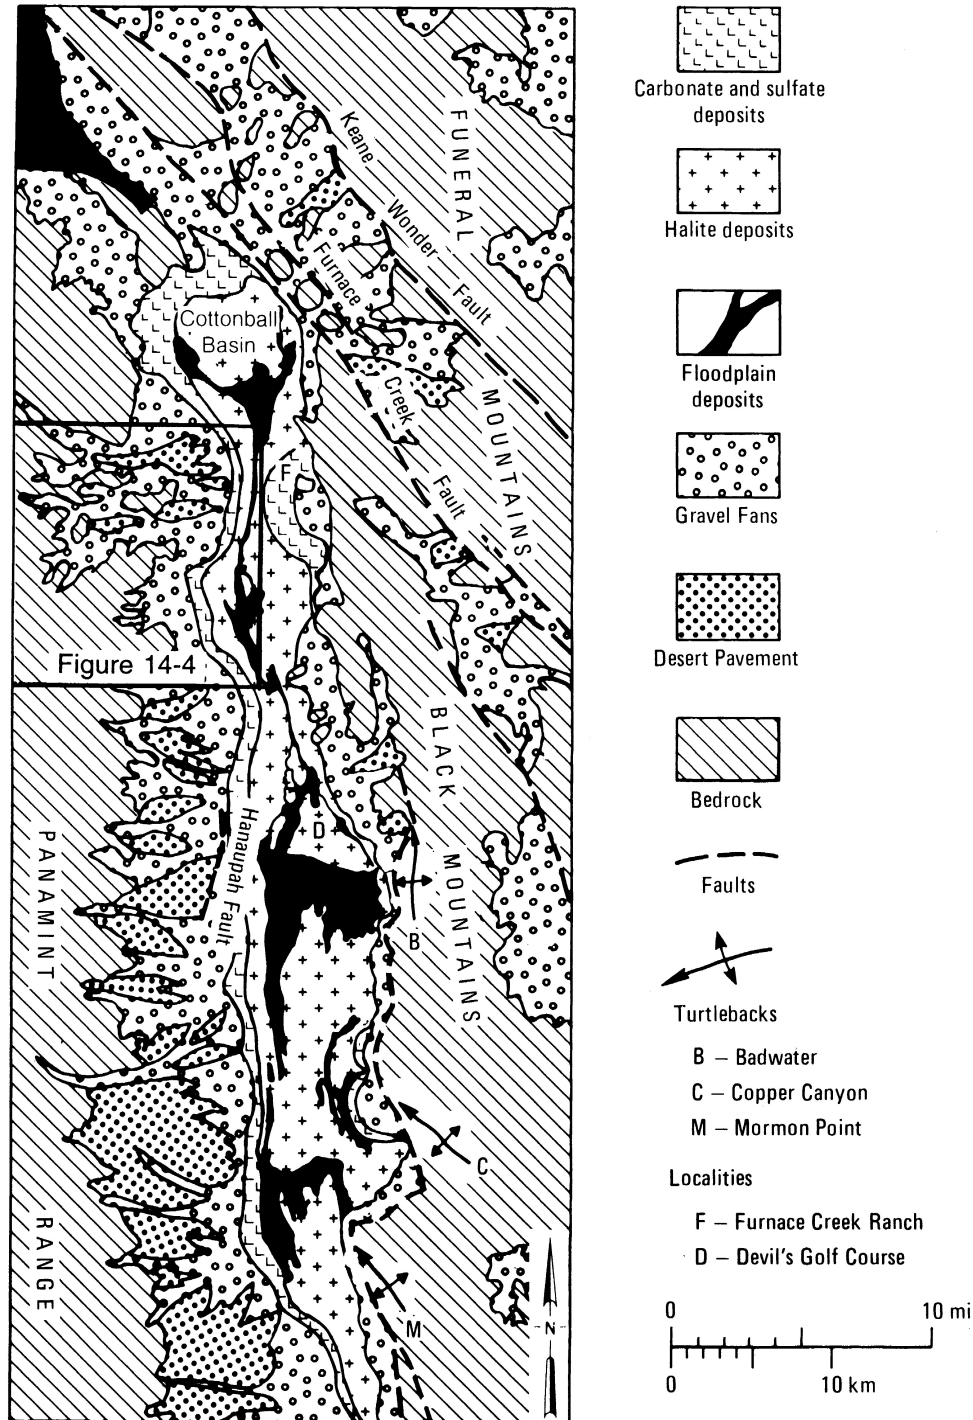 Keane
Wonder
Fault
FUNERAL
MOUNTAINS
Furnace
Creek
Fault
Cottonball
Basin
F
Figure 14-4
BLACK
MOUNTAINS
PANAMINT
RANGE
Hanaupah Fault
D
B
C
M
N
Carbonate and sulfate
deposits
Halite deposits
Floodplain
deposits
Gravel Fans
Desert Pavement
Bedrock
Faults
Turtlebacks
B – Badwater
C – Copper Canyon
M – Mormon Point
Localities
F – Furnace Creek Ranch
D – Devil's Golf Course
0 10 mi
0 10 km